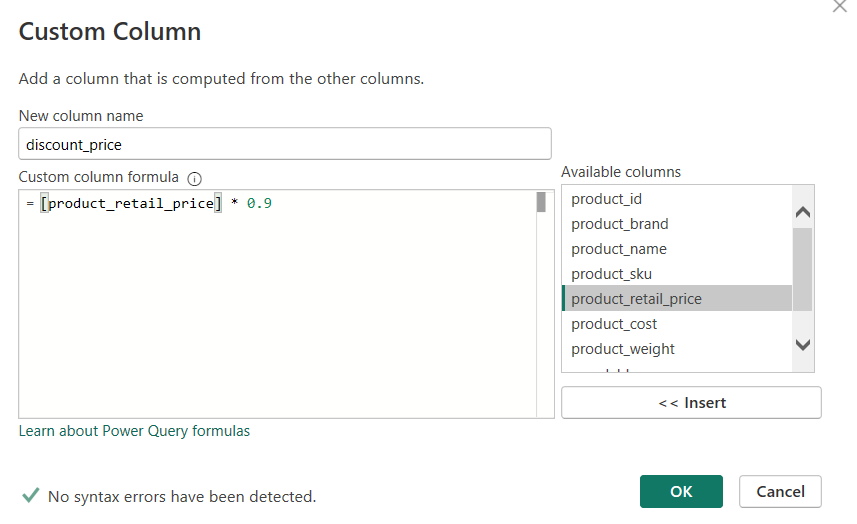 Custom Column
Add a column that is computed from the other columns.
New column name
discount_price
Custom column formula
= [product_retail_price] * 0.9
Available columns
product_id
product_brand
product_name
product_sku
product_retail_price
product_cost
product_weight
<< Insert
Learn about Power Query formulas
No syntax errors have been detected.
OK
Cancel